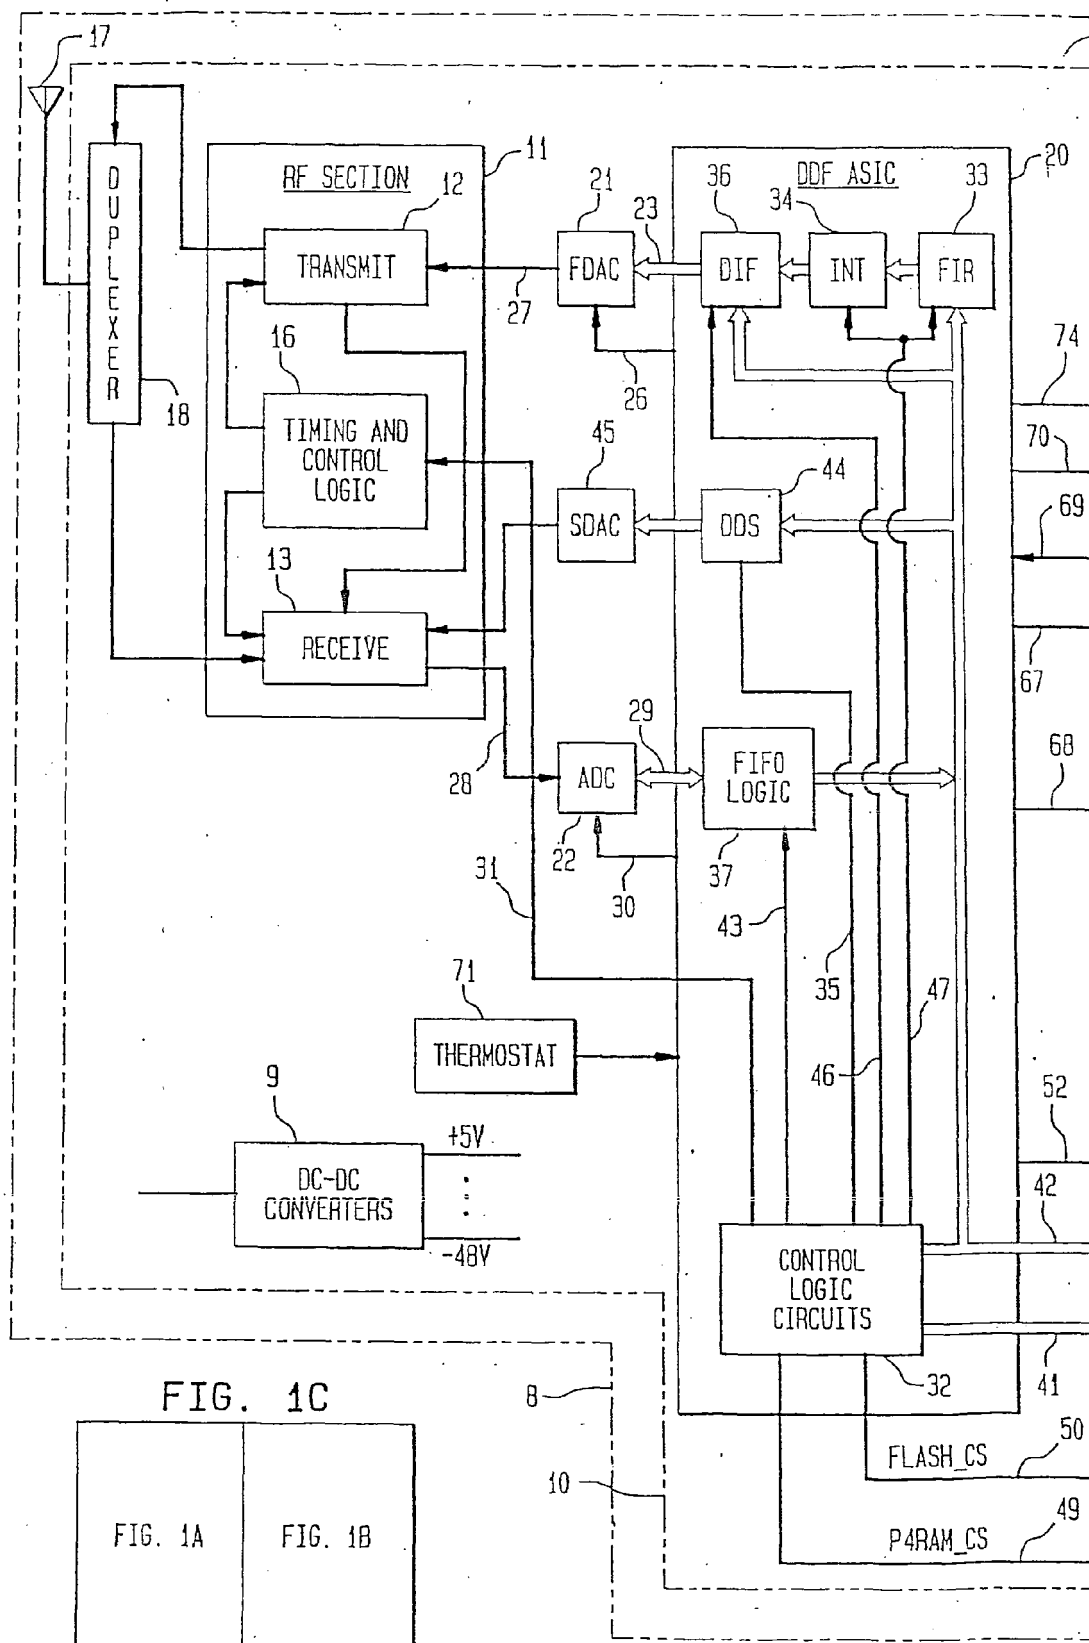 17
DUPLEXER
18
RF SECTION
11
12
TRANSMIT
16
TIMING AND
CONTROL
LOGIC
13
RECEIVE
21
FDAC
23
27
26
45
SDAC
28
29
ADC
22
30
31
DDF ASIC
20
36
DIF
34
INT
33
FIR
44
DDS
FIFO
LOGIC
37
43
35
46
47
74
70
69
67
68
52
42
41
71
THERMOSTAT
9
DC-DC
CONVERTERS
+5V
-48V
CONTROL
LOGIC
CIRCUITS
32
8
10
FLASH_CS
50
P4RAM_CS
49
FIG. 1C
FIG. 1A
FIG. 1B